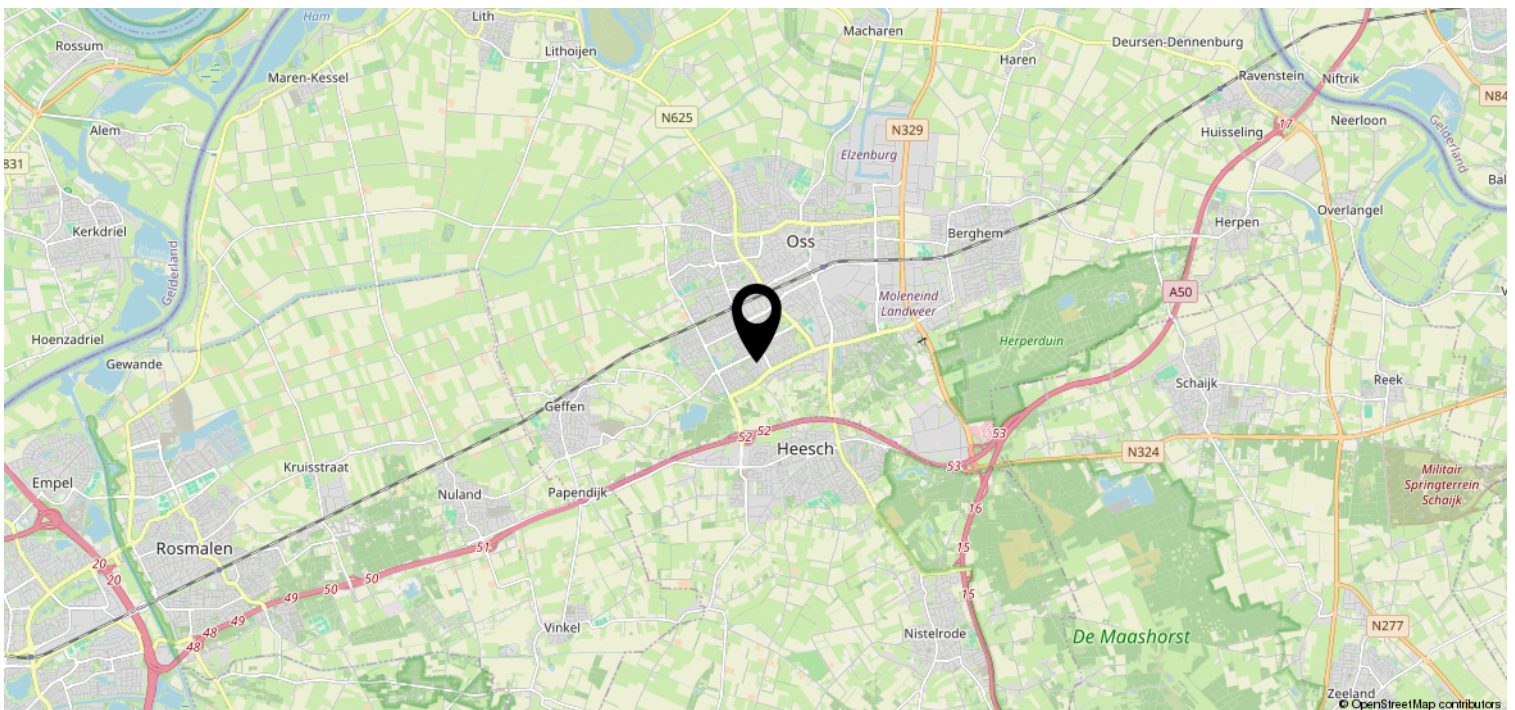 Ham
Lith
Macharen
Rossum
Lithoijen
Deursen-Dennenburg
Haren
Maren-Kessel
Ravenstein
Niftrik
N84
N625
Alem
N329
17
Huisseling
Neerloon
Gelderland
831
Elzenburg
Bal
Kerkdriel
Overlangel
Herpen
Berghem
Oss
Gelderland
A50
Moleneind
Landweer
Hoenzadriel
Herperduin
Gewande
Schaijk
Reek
Geffen
52
52
53
Heesch
N324
Kruisstraat
53
Militair
Springterrein
Schaijk
Empel
Nuland
Papendijk
16
Rosmalen
51
15
20
20
50
50
49
15
49
48
48
Vinkel
Nistelrode
De Maashorst
N277
Zeeland
© OpenStreetMap contributors